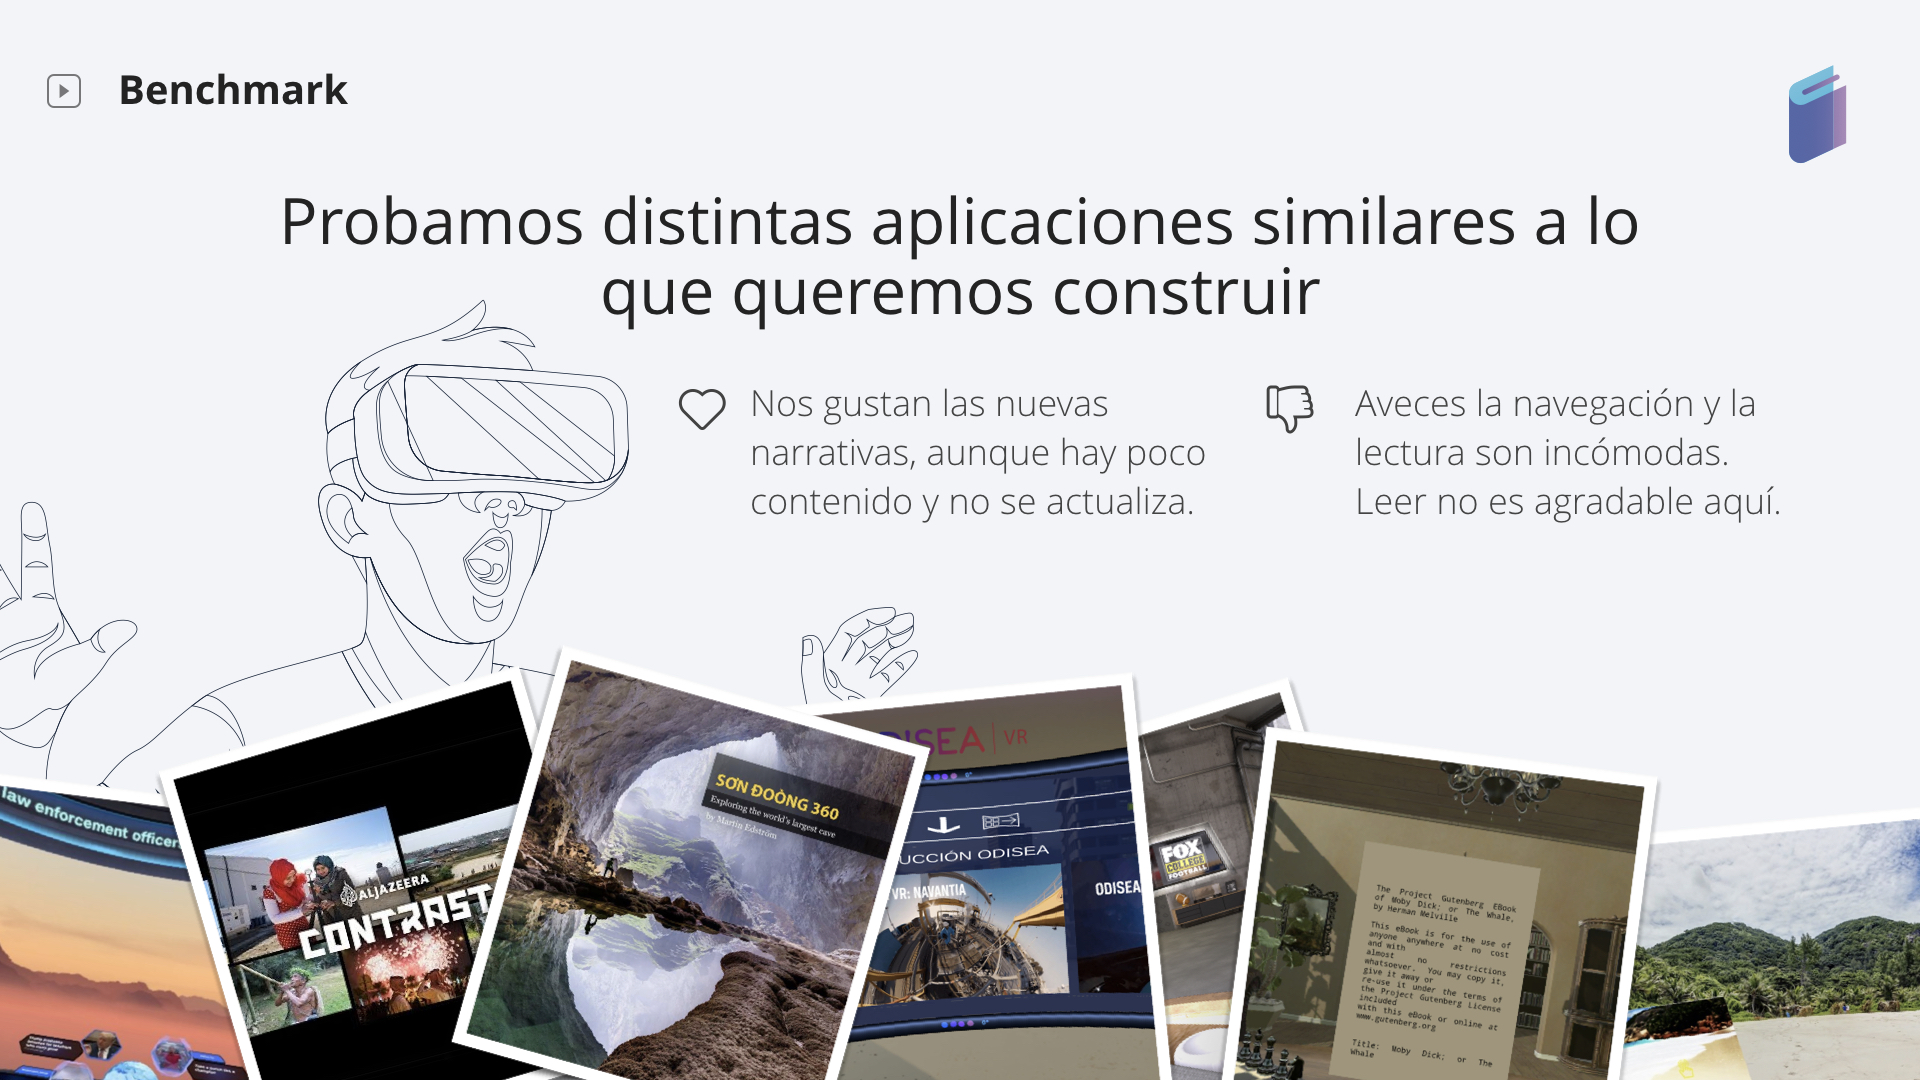 Benchmark
Probamos distintas aplicaciones similares a lo
que queremos construir
Nos gustan las nuevas
narrativas, aunque hay poco
contenido y no se actualiza.
Aveces la navegación y la
lectura son incómodas.
Leer no es agradable aquí.
law enforcement officer
ALJAZEERA
CONTRAST
SƠN ĐOÒNG 360
Exploring the world's largest cave
by Martin Edström
DISEA VR
UCCIÓN ODISEA
VR: NAVANTIA
ODISEA
FOX
COLLEGE
FOOTBALL
The Project Gutenberg EBook
of Moby Dick; or The Whale,
by Herman Melville
This eBook is for the use of
anyone anywhere at no cost
and with
almost no restrictions
whatsoever. You may copy it,
give it away or
re-use it under the terms of
the Project Gutenberg License
included
with this eBook or online at
www.gutenberg.org
Title: Moby Dick; or The
Whale